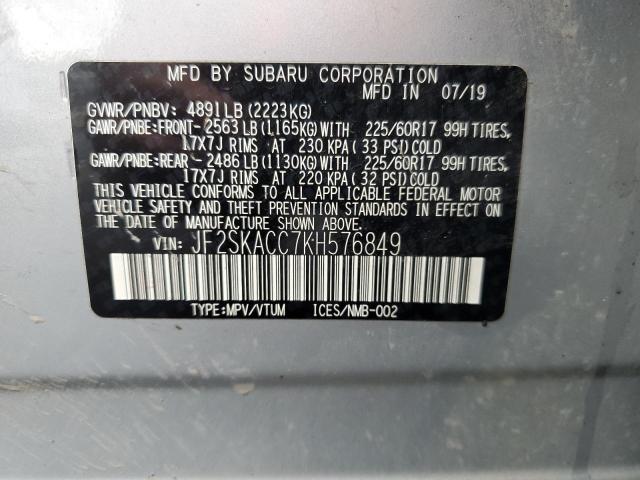 MFD BY SUBARU CORPORATION
MFD IN 07/19
GVWR/PNBV: 4891LB(2223KG)
GAWR/PNBE:FRONT-2563LB(1165KG)WITH 225/60R17 99H TIRES,
17X7J RIMS AT 230 KPA(33 PSI)COLD
GAWR/PNBE:REAR -2486LB(1130KG)WITH 225/60R17 99H TIRES,
17X7J RIMS AT 220 KPA(32 PSI)COLD
THIS VEHICLE CONFORMS TO ALL APPLICABLE FEDERAL MOTOR
VEHICLE SAFETY AND THEFT PREVENTION STANDARDS IN EFFECT ON THE
DATE OF MANUFACTURE SHOWN ABOVE.
VIN: JF2SKACC7KH576849
TYPE:MPV/VTUM ICES/NMB-002